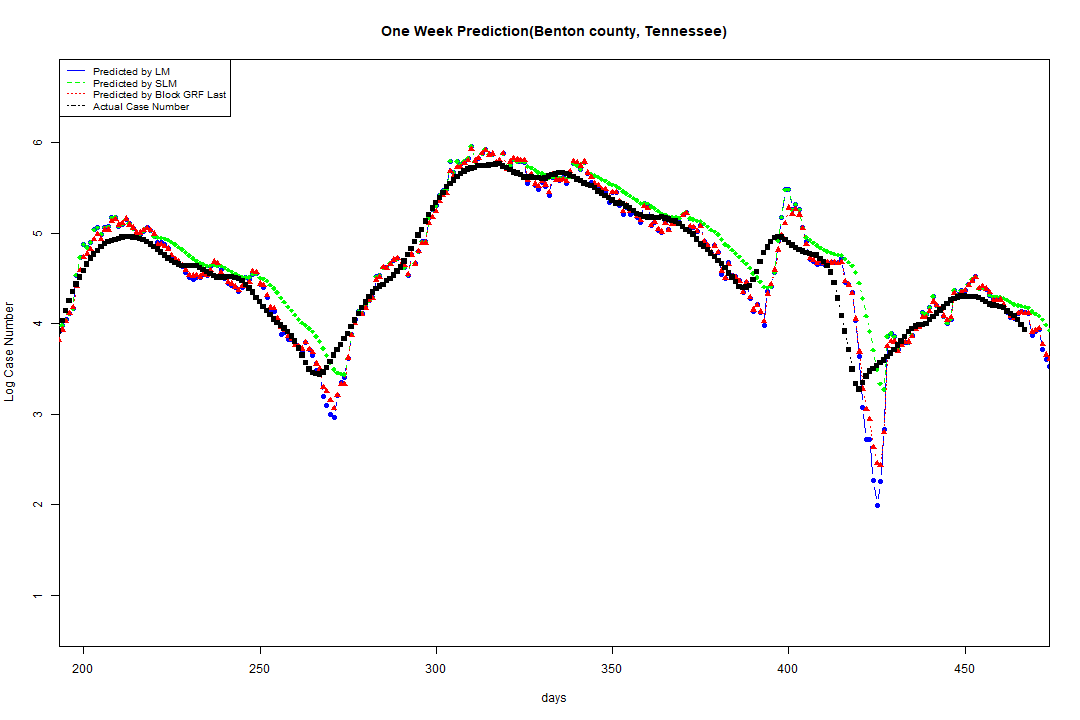 One Week Prediction(Benton county, Tennessee)
Predicted by LM
Predicted by SLM
Predicted by Block GRF Last
Actual Case Number
6
5
4
3
2
1
Log Case Number
200 250 300 350 400 450
days